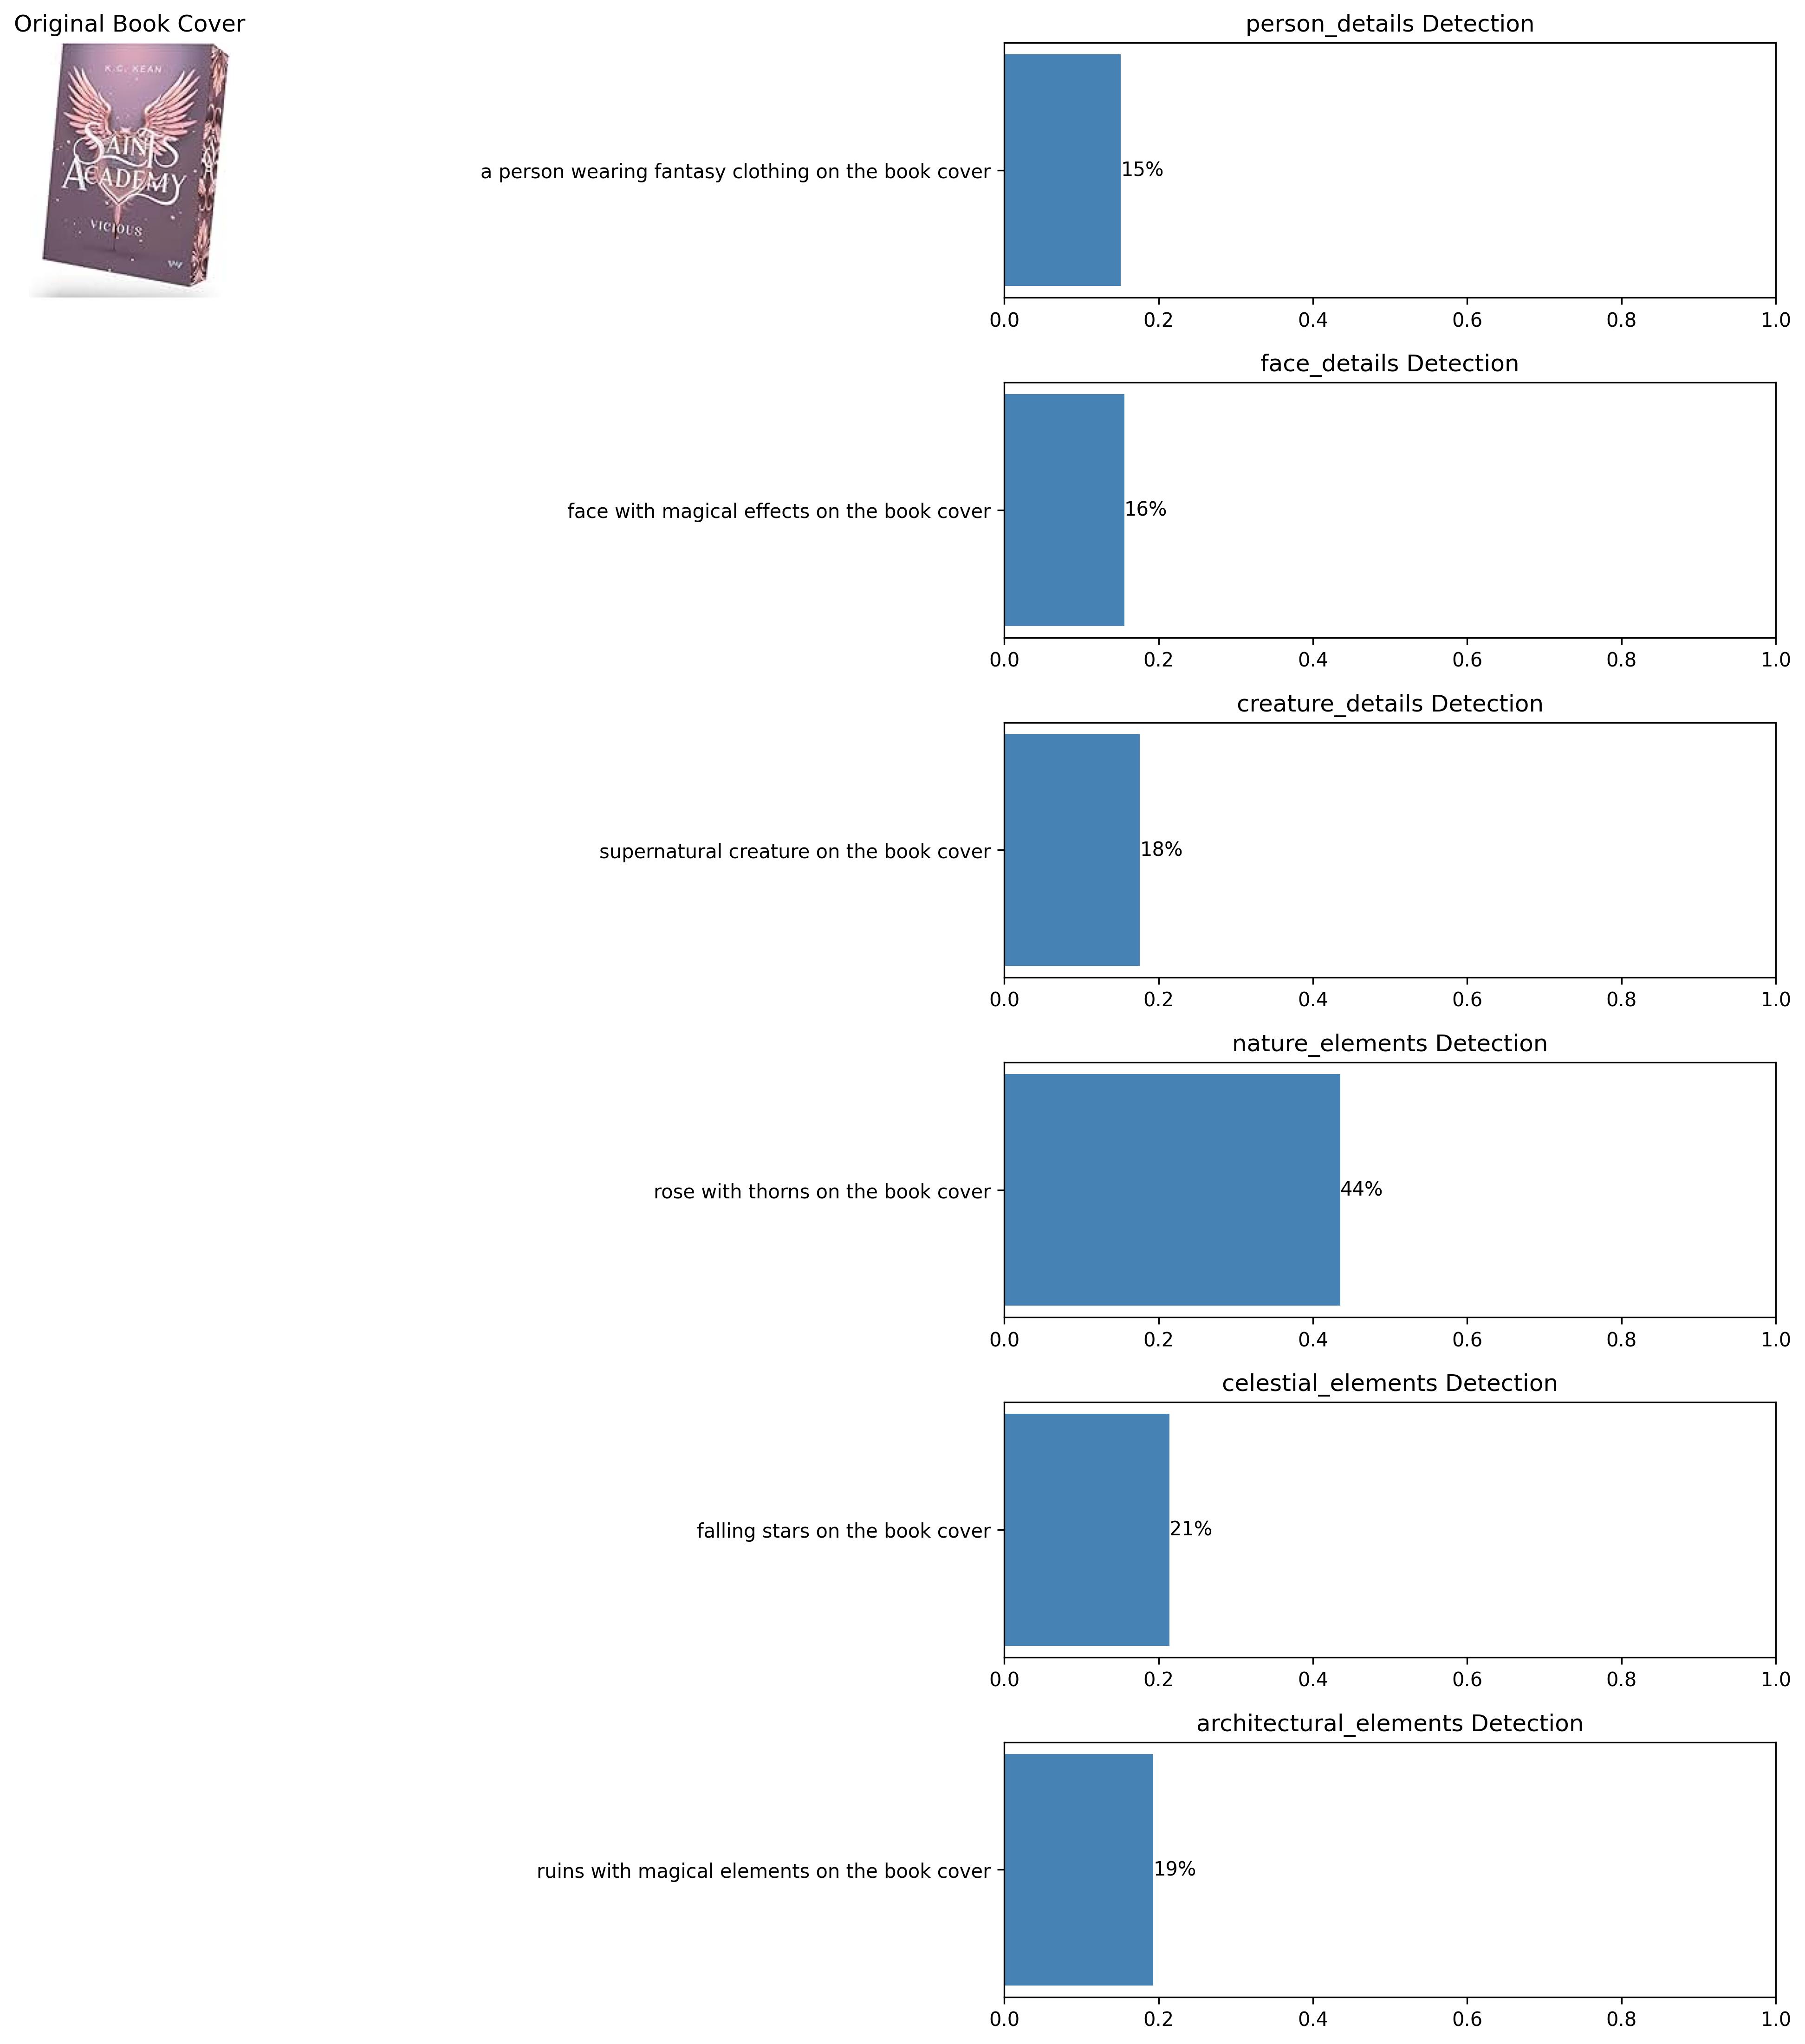 Original Book Cover
K.C. KEAN
SAINTS
ACADEMY
VICIOUS
person_details Detection
a person wearing fantasy clothing on the book cover
15%
0.0 0.2 0.4 0.6 0.8 1.0
face_details Detection
face with magical effects on the book cover
16%
0.0 0.2 0.4 0.6 0.8 1.0
creature_details Detection
supernatural creature on the book cover
18%
0.0 0.2 0.4 0.6 0.8 1.0
nature_elements Detection
rose with thorns on the book cover
44%
0.0 0.2 0.4 0.6 0.8 1.0
celestial_elements Detection
falling stars on the book cover
21%
0.0 0.2 0.4 0.6 0.8 1.0
architectural_elements Detection
ruins with magical elements on the book cover
19%
0.0 0.2 0.4 0.6 0.8 1.0